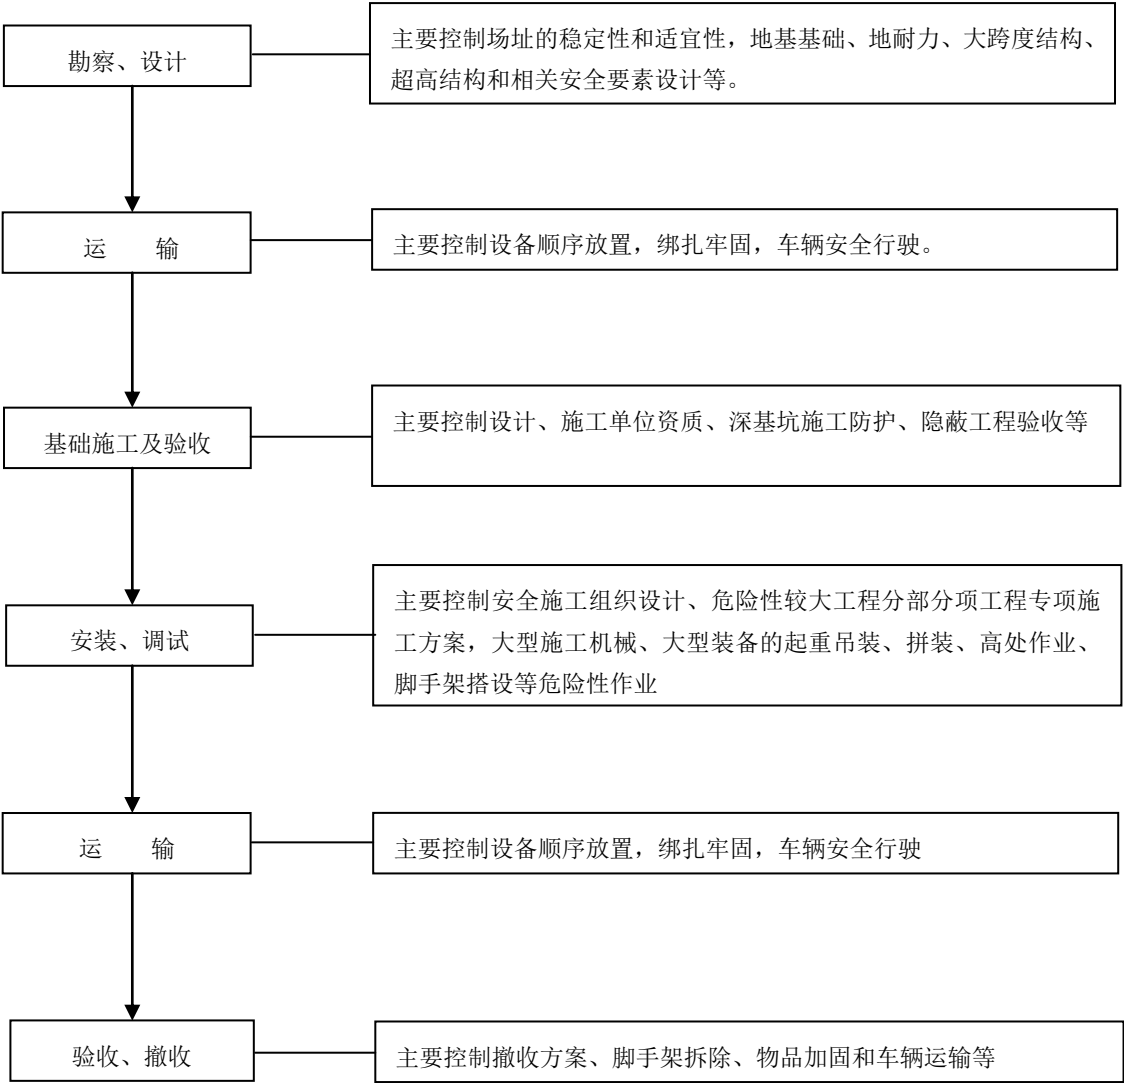 勘察、设计
主要控制场址的稳定性和适宜性，地基基础、地耐力、大跨度结构、
超高结构和相关安全要素设计等。
运 输
主要控制设备顺序放置，绑扎牢固，车辆安全行驶。
基础施工及验收
主要控制设计、施工单位资质、深基坑施工防护、隐蔽工程验收等
安装、调试
主要控制安全施工组织设计、危险性较大工程分部分项工程专项施
工方案，大型施工机械、大型装备的起重吊装、拼装、高处作业、
脚手架搭设等危险性作业
运 输
主要控制设备顺序放置，绑扎牢固，车辆安全行驶
验收、撤收
主要控制撤收方案、脚手架拆除、物品加固和车辆运输等